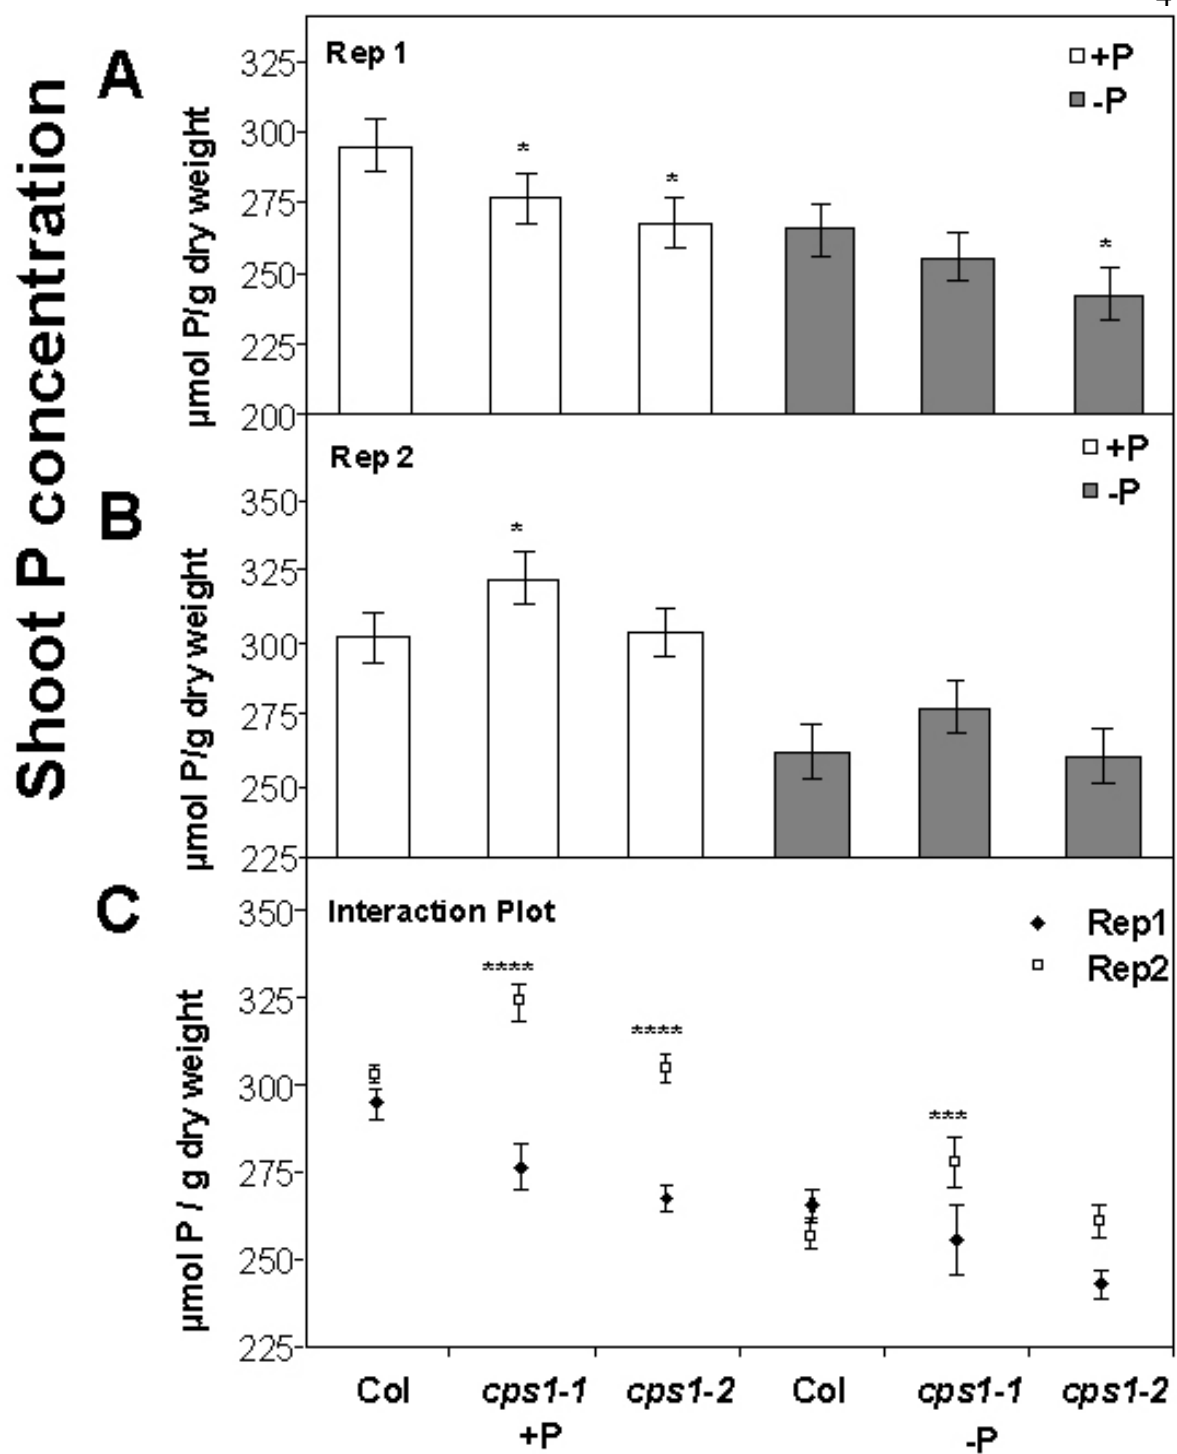 Shoot P concentration
A
Rep 1
+P
-P
µmol P/g dry weight
325
300
275
250
225
200
*
*
*
B
Rep 2
+P
-P
µmol P/g dry weight
350
325
300
275
250
225
*
C
Interaction Plot
Rep1
Rep2
µmol P / g dry weight
350
325
300
275
250
225
****
****
***
Col cps1-1 cps1-2 Col cps1-1 cps1-2
+P -P